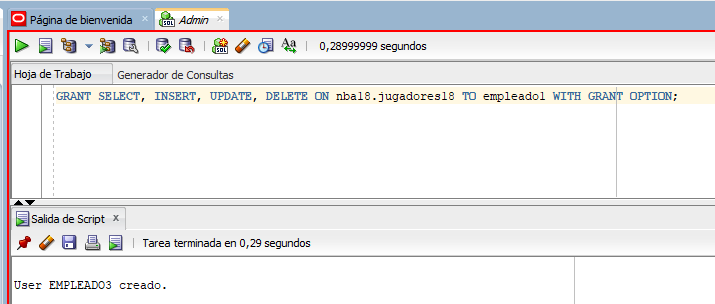 Página de bienvenida
Admin
SQL
Aa
0,28999999 segundos
Hoja de Trabajo
Generador de Consultas
GRANT SELECT, INSERT, UPDATE, DELETE ON nba18.jugadores18 TO empleado1 WITH GRANT OPTION;
Salida de Script x
Tarea terminada en 0,29 segundos
User EMPLEADO3 creado.